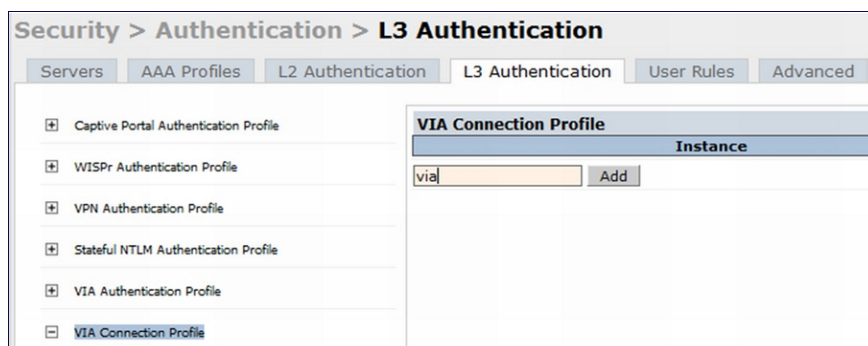 Security > Authentication > L3 Authentication
Servers AAA Profiles L2 Authentication L3 Authentication User Rules Advanced
Captive Portal Authentication Profile
WISPr Authentication Profile
VPN Authentication Profile
Stateful NTLM Authentication Profile
VIA Authentication Profile
VIA Connection Profile
VIA Connection Profile
Instance
via Add